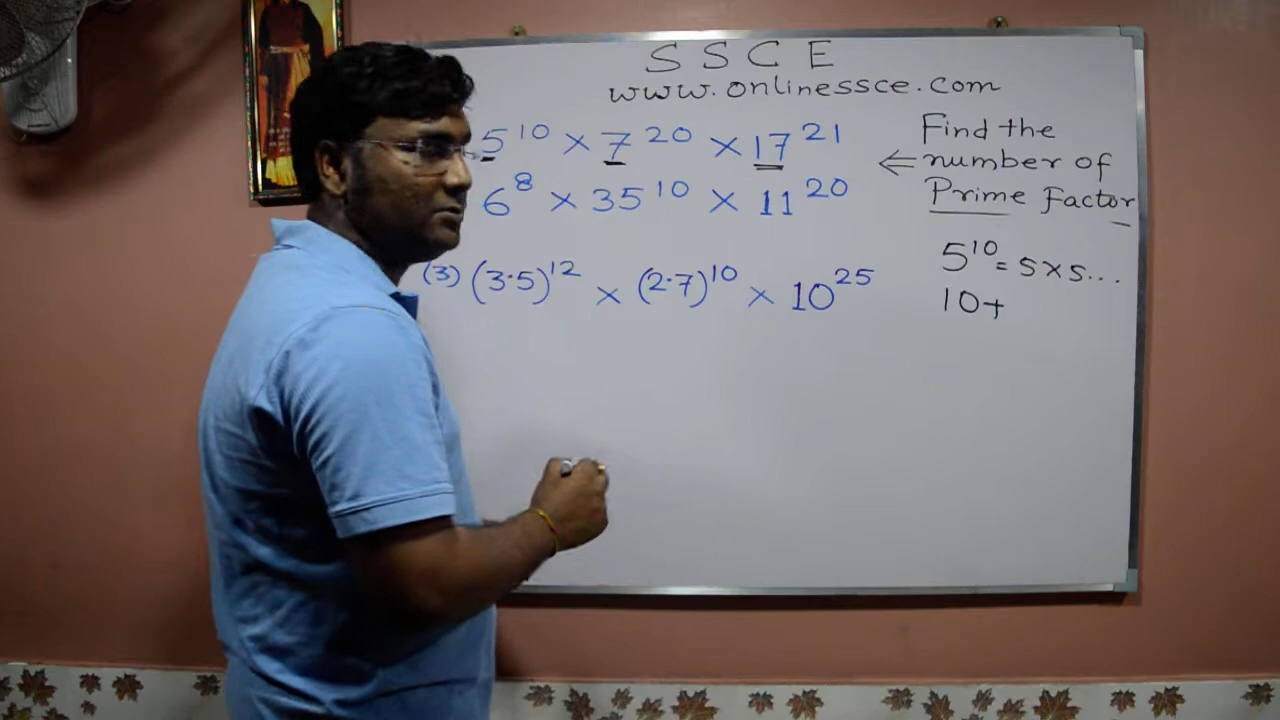 SSCE
www.onlinessce.com
5^10 × 7^20 × 17^21
6^8 × 35^10 × 11^20
(3) (3·5)^12 × (2·7)^10 × 10^25
⇐ Find the
number of
Prime Factor
5^10 = 5×5...
10+